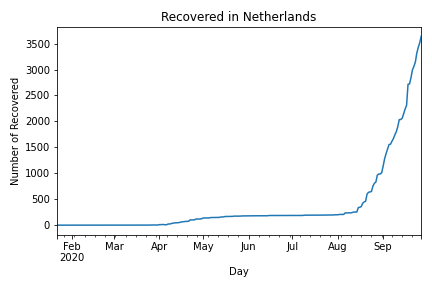 Recovered in Netherlands
Number of Recovered
3500
3000
2500
2000
1500
1000
500
0
Feb Mar Apr May Jun Jul Aug Sep
2020
Day